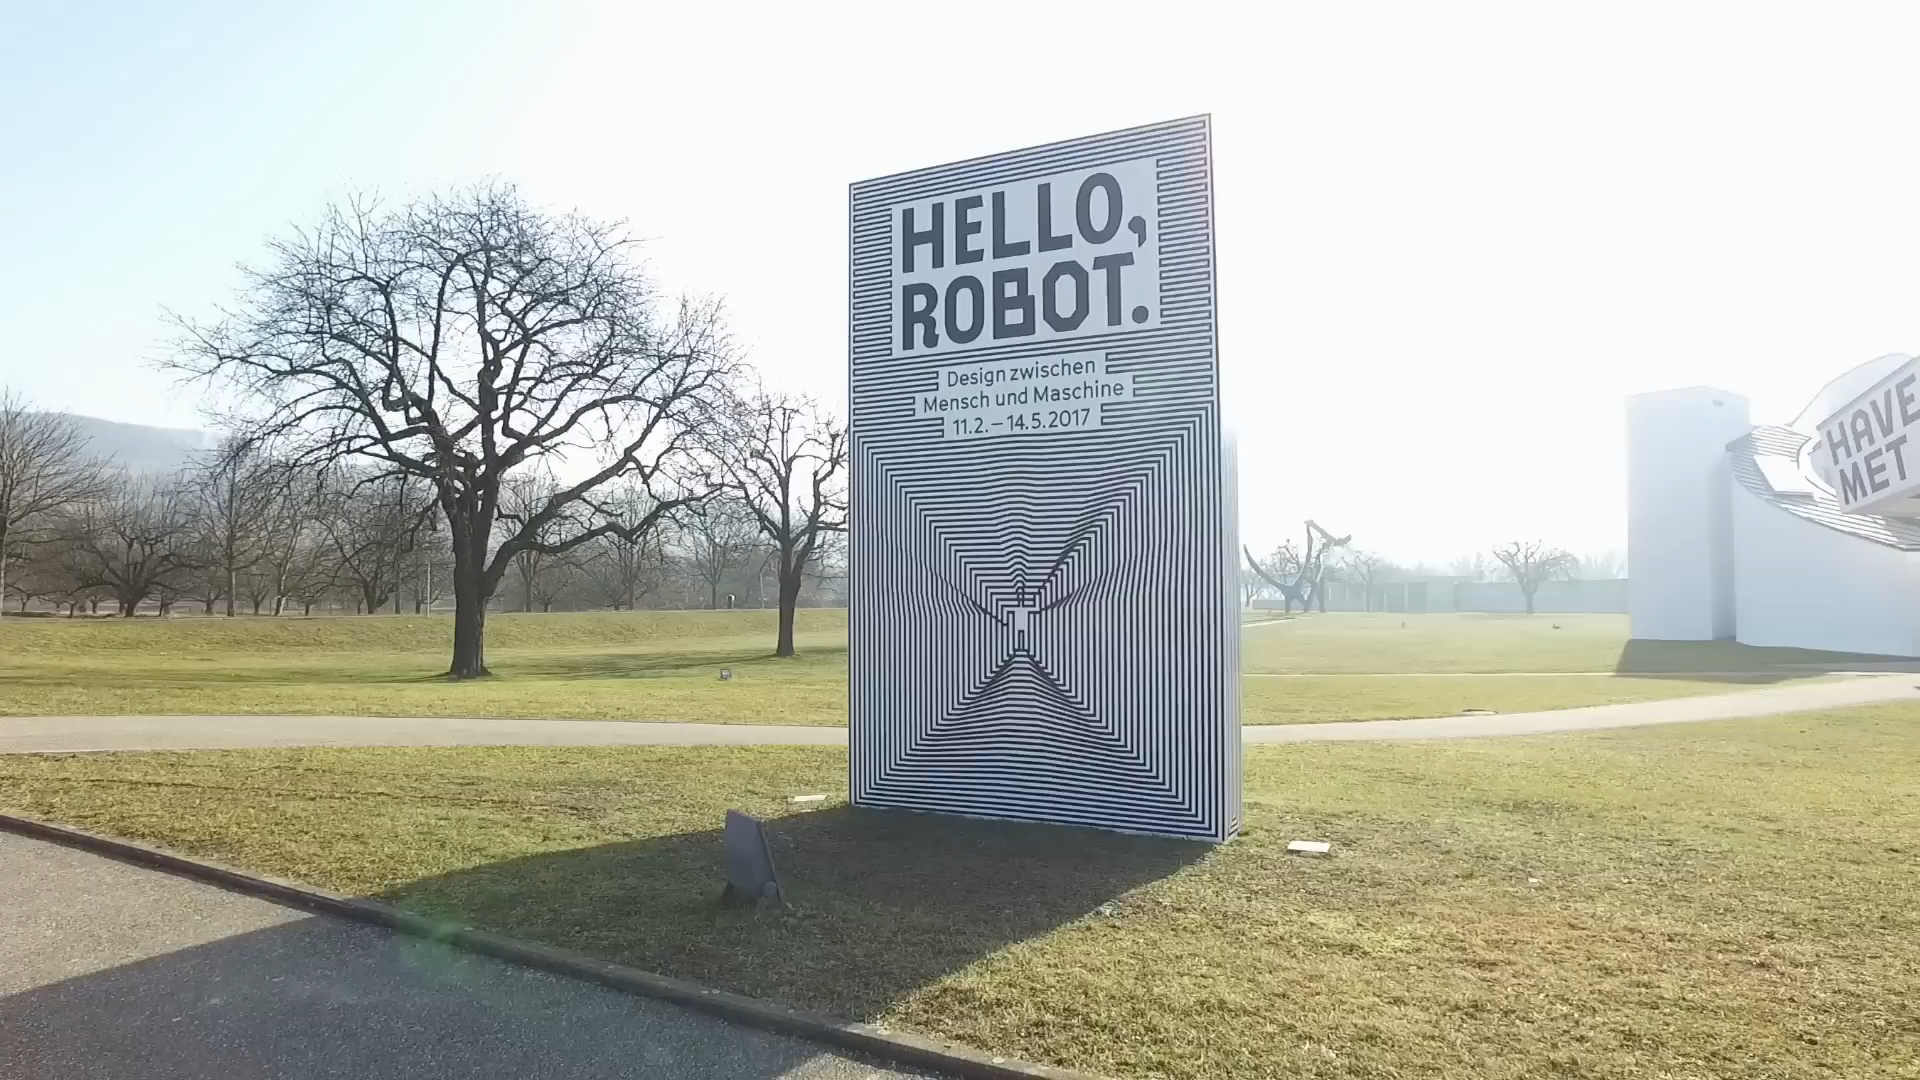 HELLO,
ROBOT.
Design zwischen
Mensch und Maschine
11.2.–14.5.2017
HAVE
MET